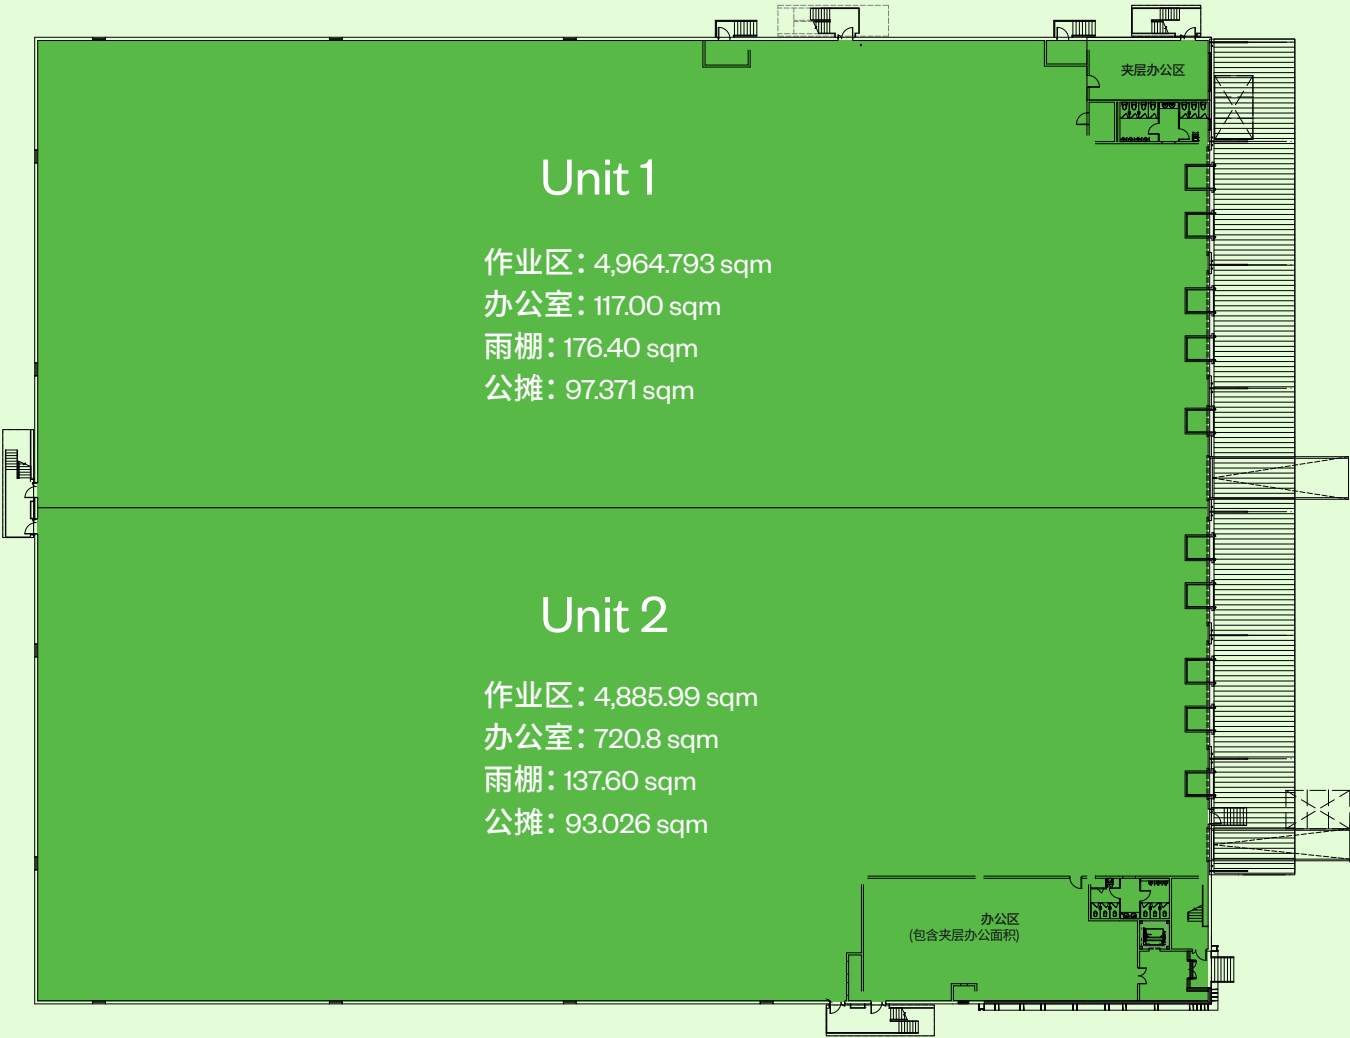 夹层办公区
Unit 1
作业区：4,964.793 sqm
办公室：117.00 sqm
雨棚：176.40 sqm
公摊：97.371 sqm
Unit 2
作业区：4,885.99 sqm
办公室：720.8 sqm
雨棚：137.60 sqm
公摊：93.026 sqm
办公区
(包含夹层办公面积)